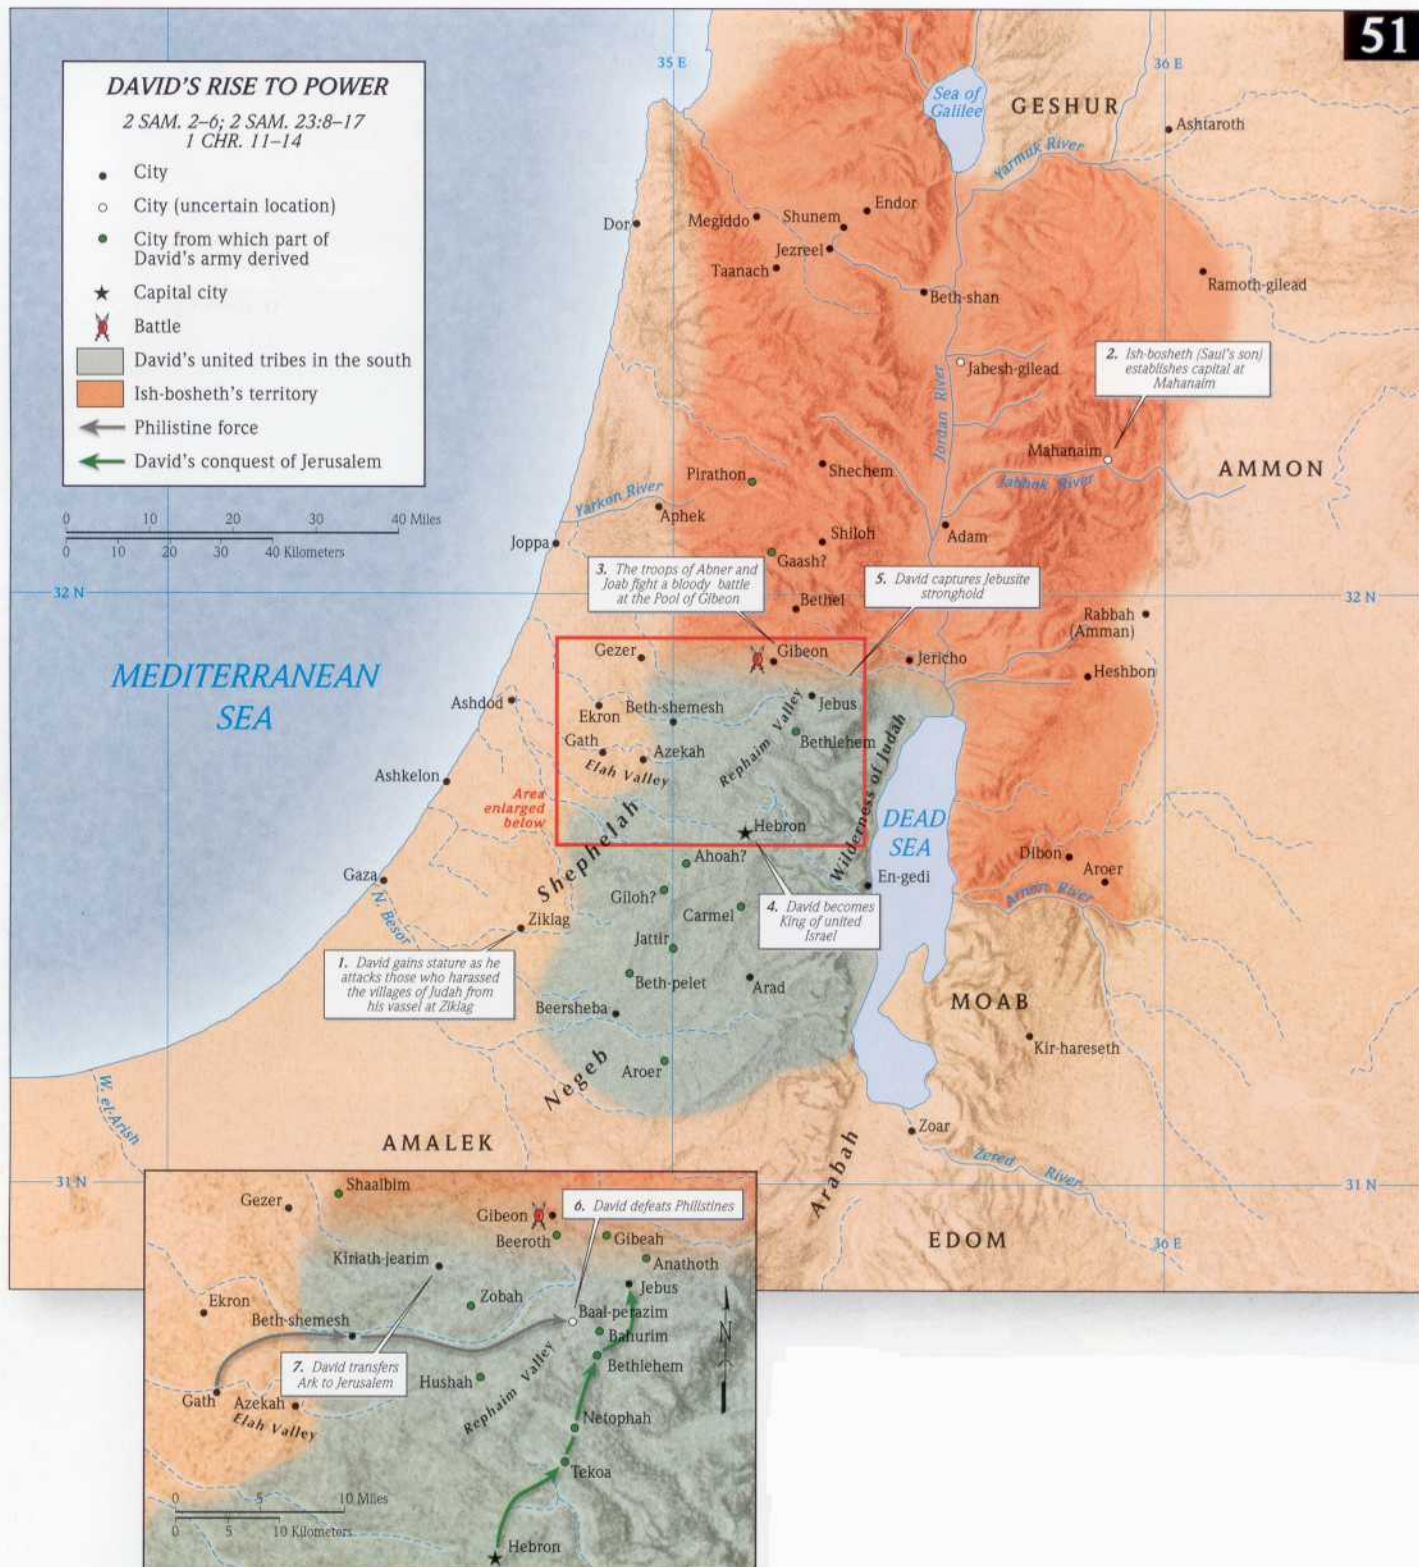 51
DAVID'S RISE TO POWER
2 SAM. 2–6; 2 SAM. 23:8–17
1 CHR. 11–14
City
City (uncertain location)
City from which part of
David's army derived
Capital city
Battle
David's united tribes in the south
Ish-bosheth's territory
Philistine force
David's conquest of Jerusalem
0 10 20 30 40 Miles
0 10 20 30 40 Kilometers
35 E
36 E
Sea of
Galilee
GESHUR
Ashtaroth
Yarmuk River
Dor
Megiddo
Shunem
Endor
Jezreel
Taanach
Beth-shan
Ramoth-gilead
Jabesh-gilead
2. Ish-bosheth (Saul's son)
establishes capital at
Mahanaim
Jordan River
Mahanaim
AMMON
Pirathon
Shechem
Jabbok River
Yarkon River
Aphek
Shiloh
Adam
Joppa
Gaash?
3. The troops of Abner and
Joab fight a bloody battle
at the Pool of Gibeon
5. David captures Jebusite
stronghold
32 N
32 N
Bethel
Rabbah
(Amman)
Gezer
Gibeon
Jericho
Heshbon
MEDITERRANEAN
SEA
Ashdod
Ekron
Beth-shemesh
Jebus
Rephaim Valley
Gath
Azekah
Bethlehem
Elah Valley
Ashkelon
Area
enlarged
below
Wilderness of Judah
Shephelah
Hebron
DEAD
SEA
Ahoah?
Dibon
Aroer
Gaza
En-gedi
Arnon River
Giloh?
Carmel
4. David becomes
King of united
Israel
N. Besor
Ziklag
Jattir
1. David gains stature as he
attacks those who harassed
the villages of Judah from
his vassel at Ziklag
Beth-pelet
Arad
MOAB
Beersheba
Kir-hareseth
Negeb
Aroer
W. el-Arish
AMALEK
Zoar
Arabah
Zered River
31 N
31 N
EDOM
36 E
Shaalbim
Gezer
Gibeon
6. David defeats Philistines
Beeroth
Gibeah
Kiriath-jearim
Anathoth
Jebus
Zobah
Ekron
Baal-perazim
Beth-shemesh
Bahurim
N
7. David transfers
Ark to Jerusalem
Bethlehem
Hushah
Rephaim Valley
Gath
Azekah
Elah Valley
Netophah
Tekoa
0 5 10 Miles
0 5 10 Kilometers
Hebron